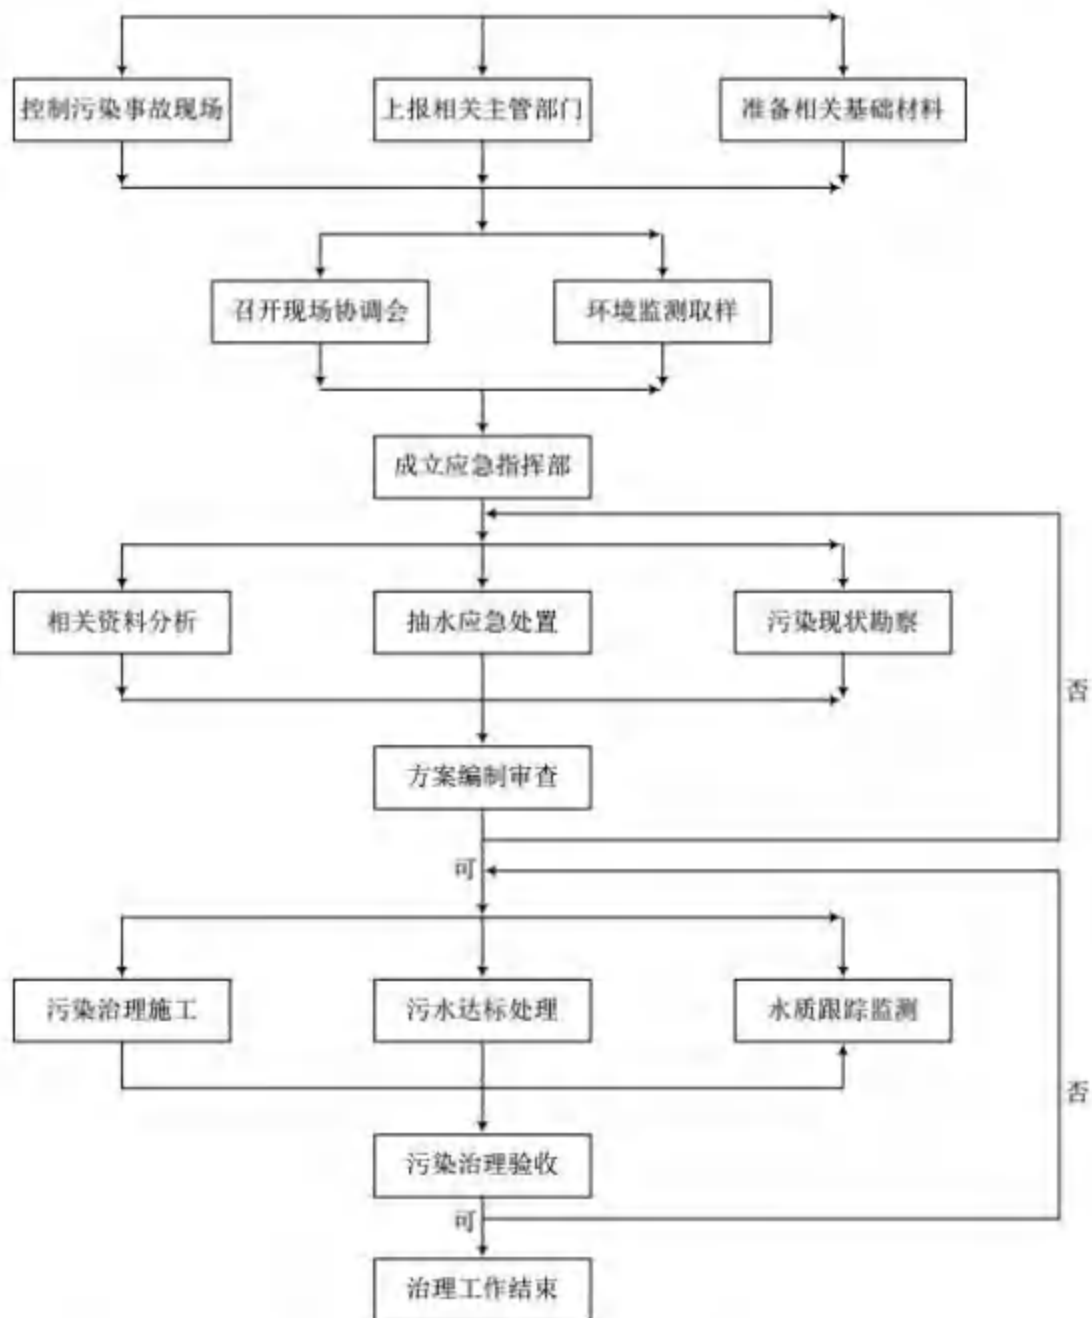 控制污染事故现场
上报相关主管部门
准备相关基础材料
召开现场协调会
环境监测取样
成立应急指挥部
相关资料分析
抽水应急处置
污染现状勘察
否
方案编制审查
可
污染治理施工
污水达标处理
水质跟踪监测
否
污染治理验收
可
治理工作结束